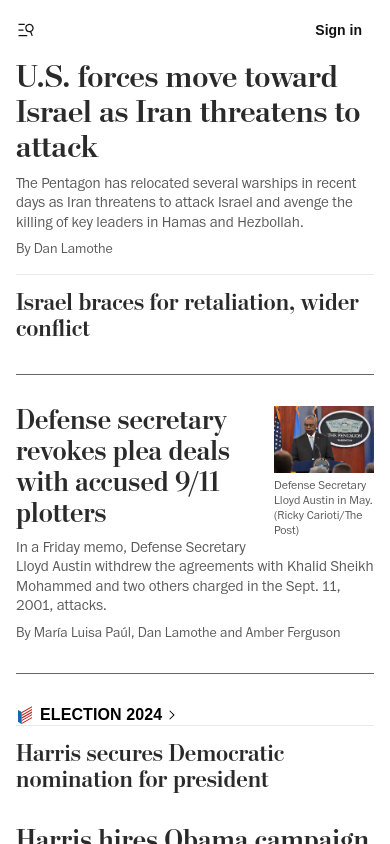 Sign in
U.S. forces move toward
Israel as Iran threatens to
attack
The Pentagon has relocated several warships in recent
days as Iran threatens to attack Israel and avenge the
killing of key leaders in Hamas and Hezbollah.
By Dan Lamothe
Israel braces for retaliation, wider
conflict
Defense secretary
revokes plea deals
with accused 9/11
plotters
THE PENTAGON
Defense Secretary
Lloyd Austin in May.
(Ricky Carioti/The
Post)
In a Friday memo, Defense Secretary
Lloyd Austin withdrew the agreements with Khalid Sheikh
Mohammed and two others charged in the Sept. 11,
2001, attacks.
By María Luisa Paúl, Dan Lamothe and Amber Ferguson
ELECTION 2024
Harris secures Democratic
nomination for president
Harris hires Obama campaign